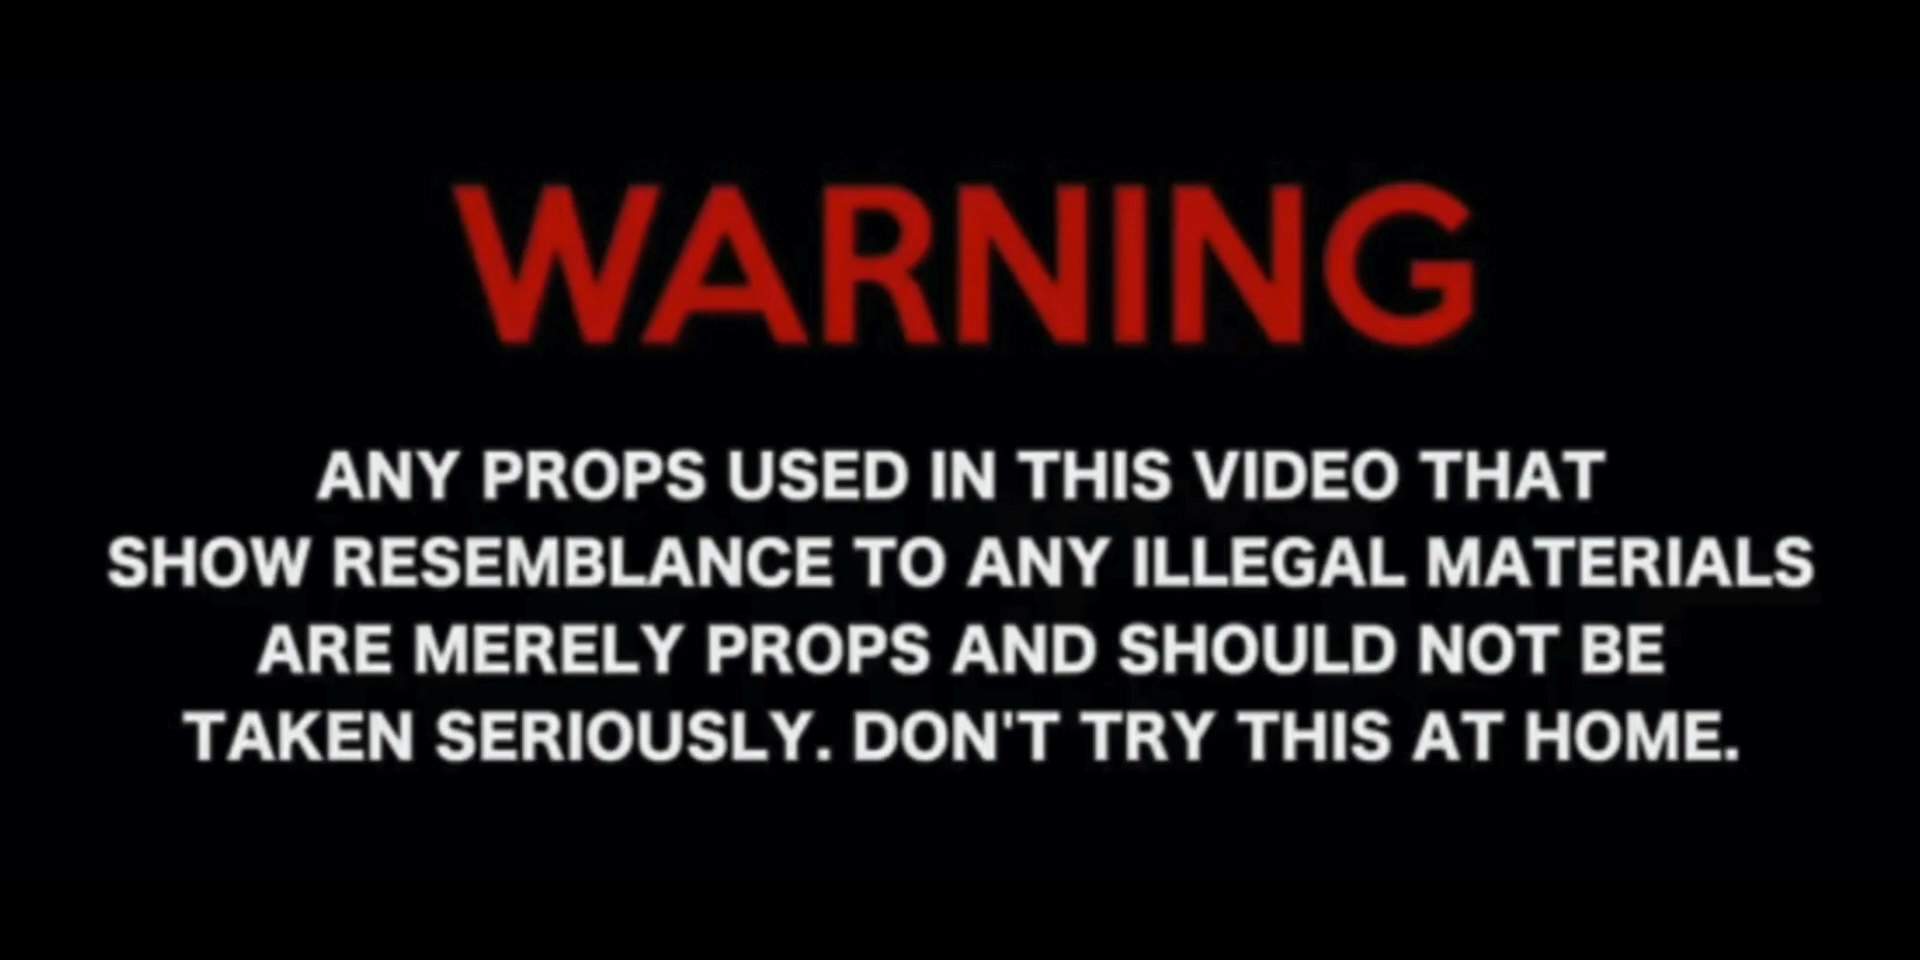 WARNING
ANY PROPS USED IN THIS VIDEO THAT
SHOW RESEMBLANCE TO ANY ILLEGAL MATERIALS
ARE MERELY PROPS AND SHOULD NOT BE
TAKEN SERIOUSLY. DON'T TRY THIS AT HOME.